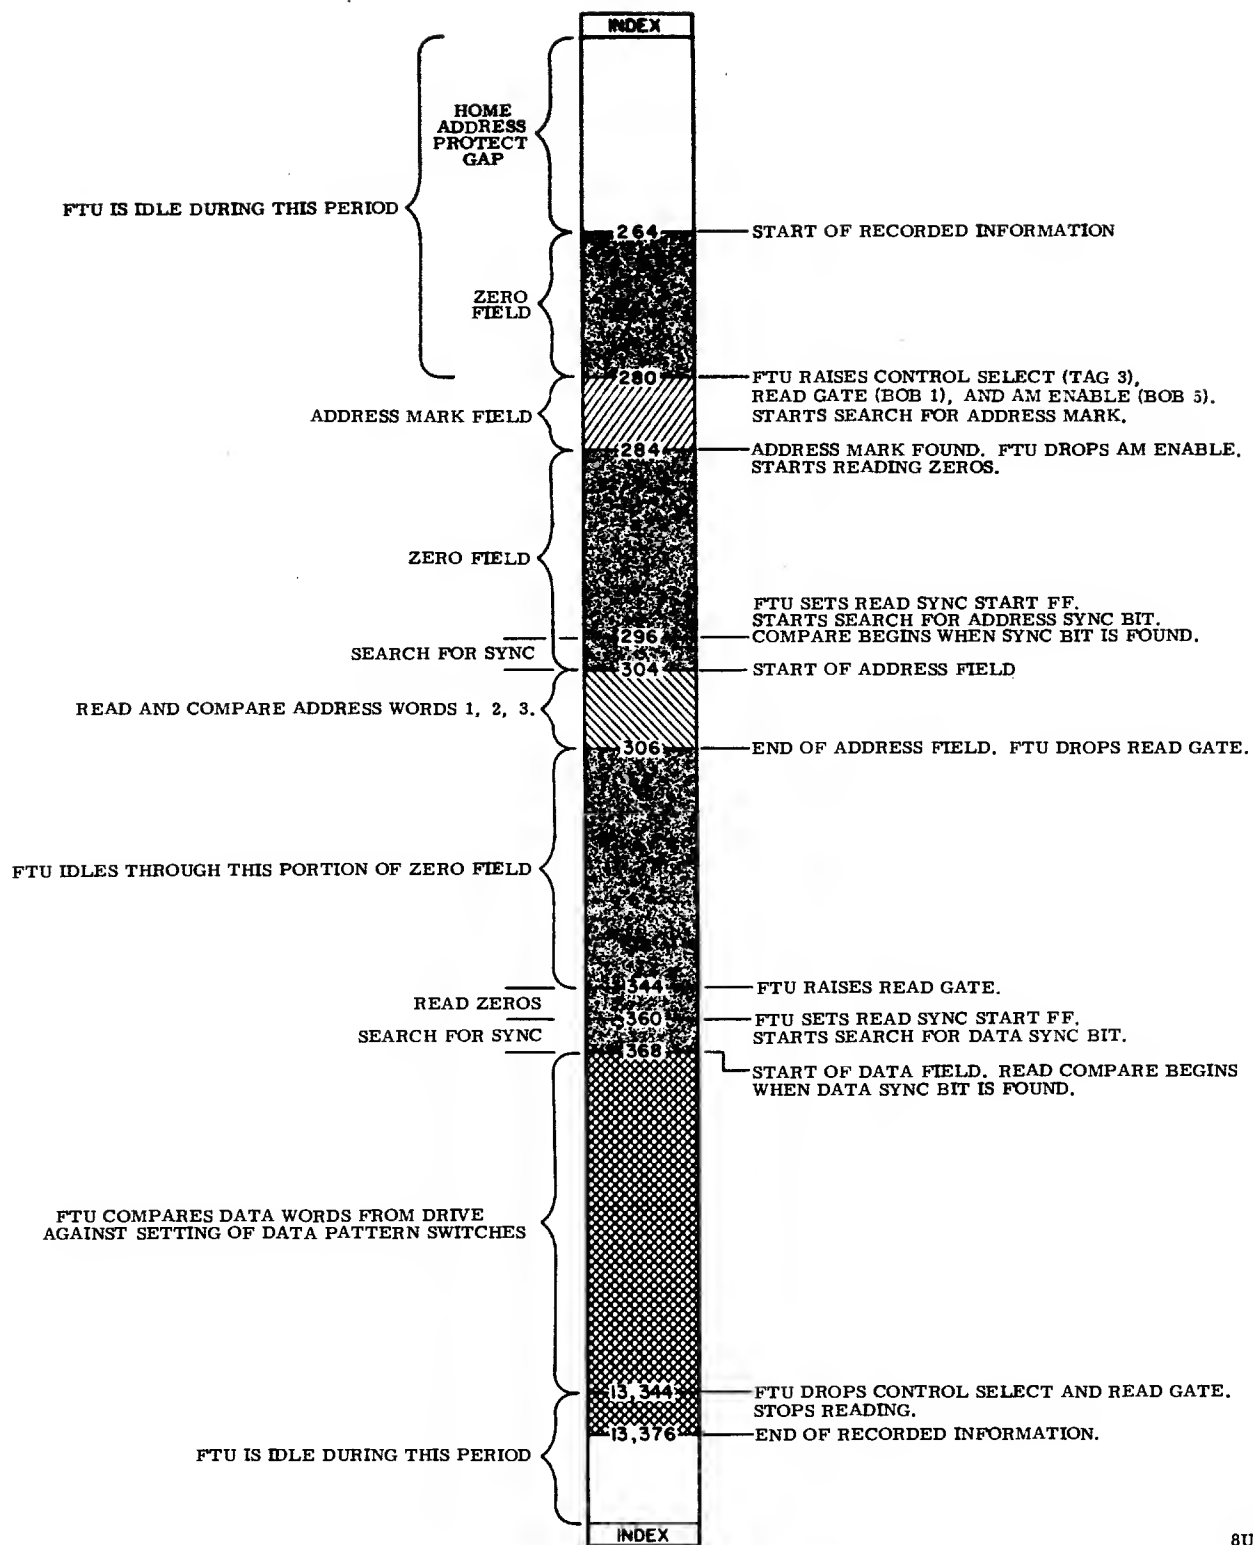 INDEX
HOME
ADDRESS
PROTECT
GAP
FTU IS IDLE DURING THIS PERIOD
264
START OF RECORDED INFORMATION
ZERO
FIELD
280
FTU RAISES CONTROL SELECT (TAG 3),
READ GATE (BOB 1), AND AM ENABLE (BOB 5).
STARTS SEARCH FOR ADDRESS MARK.
ADDRESS MARK FIELD
284
ADDRESS MARK FOUND. FTU DROPS AM ENABLE.
STARTS READING ZEROS.
ZERO FIELD
FTU SETS READ SYNC START FF.
STARTS SEARCH FOR ADDRESS SYNC BIT.
296
COMPARE BEGINS WHEN SYNC BIT IS FOUND.
SEARCH FOR SYNC
304
START OF ADDRESS FIELD
READ AND COMPARE ADDRESS WORDS 1, 2, 3.
306
END OF ADDRESS FIELD. FTU DROPS READ GATE.
FTU IDLES THROUGH THIS PORTION OF ZERO FIELD
344
FTU RAISES READ GATE.
READ ZEROS
360
FTU SETS READ SYNC START FF.
STARTS SEARCH FOR DATA SYNC BIT.
SEARCH FOR SYNC
368
START OF DATA FIELD. READ COMPARE BEGINS
WHEN DATA SYNC BIT IS FOUND.
FTU COMPARES DATA WORDS FROM DRIVE
AGAINST SETTING OF DATA PATTERN SWITCHES
13,344
FTU DROPS CONTROL SELECT AND READ GATE.
STOPS READING.
13,376
END OF RECORDED INFORMATION.
FTU IS IDLE DURING THIS PERIOD
INDEX
8U